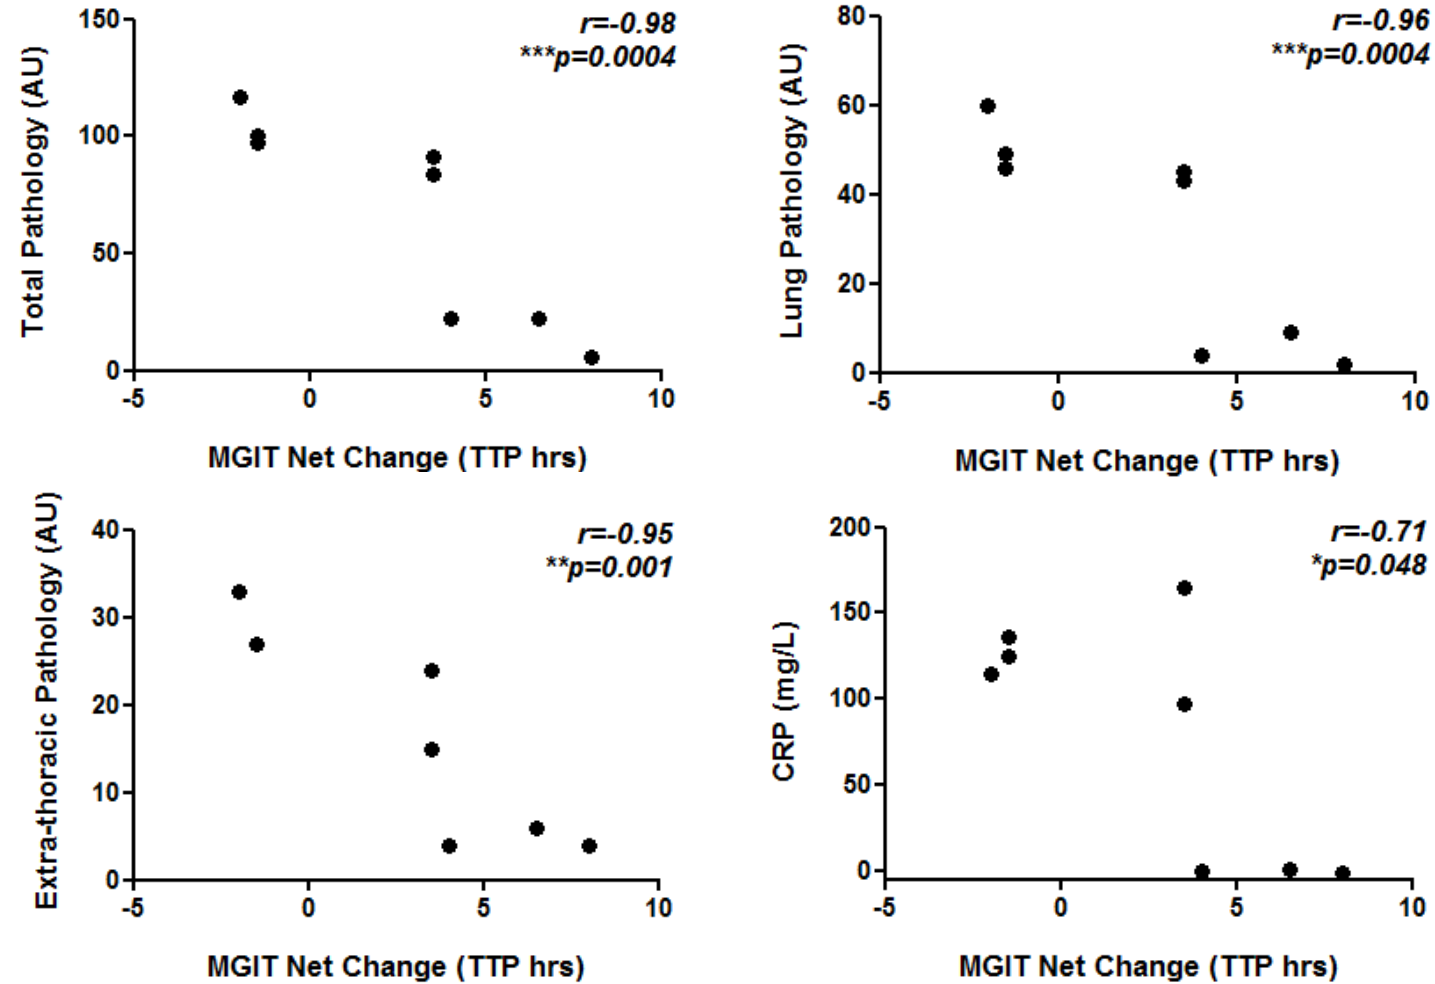 r=-0.98
***p=0.0004
Total Pathology (AU)
150
100
50
0
-5 0 5 10
MGIT Net Change (TTP hrs)
r=-0.96
***p=0.0004
Lung Pathology (AU)
80
60
40
20
0
-5 0 5 10
MGIT Net Change (TTP hrs)
r=-0.95
**p=0.001
Extra-thoracic Pathology (AU)
40
30
20
10
0
-5 0 5 10
MGIT Net Change (TTP hrs)
r=-0.71
*p=0.048
CRP (mg/L)
200
150
100
50
0
-5 0 5 10
MGIT Net Change (TTP hrs)